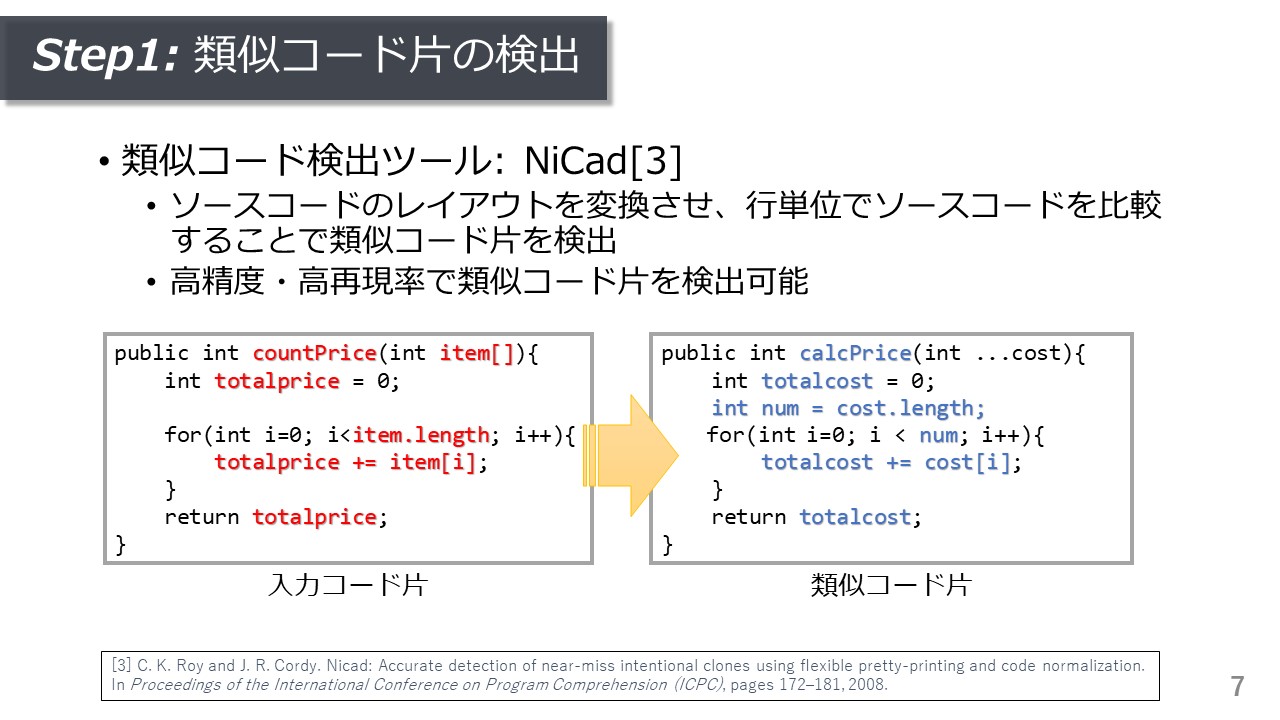 Step1: 類似コード片の検出
• 類似コード検出ツール: NiCad[3]
• ソースコードのレイアウトを変換させ、行単位でソースコードを比較
することで類似コード片を検出
• 高精度・高再現率で類似コード片を検出可能
public int countPrice(int item[]){
int totalprice = 0;
for(int i=0; i<item.length; i++){
totalprice += item[i];
}
return totalprice;
}
入力コード片
public int calcPrice(int ...cost){
int totalcost = 0;
int num = cost.length;
for(int i=0; i < num; i++){
totalcost += cost[i];
}
return totalcost;
}
類似コード片
[3] C. K. Roy and J. R. Cordy. Nicad: Accurate detection of near-miss intentional clones using flexible pretty-printing and code normalization.
In Proceedings of the International Conference on Program Comprehension (ICPC), pages 172–181, 2008.
7